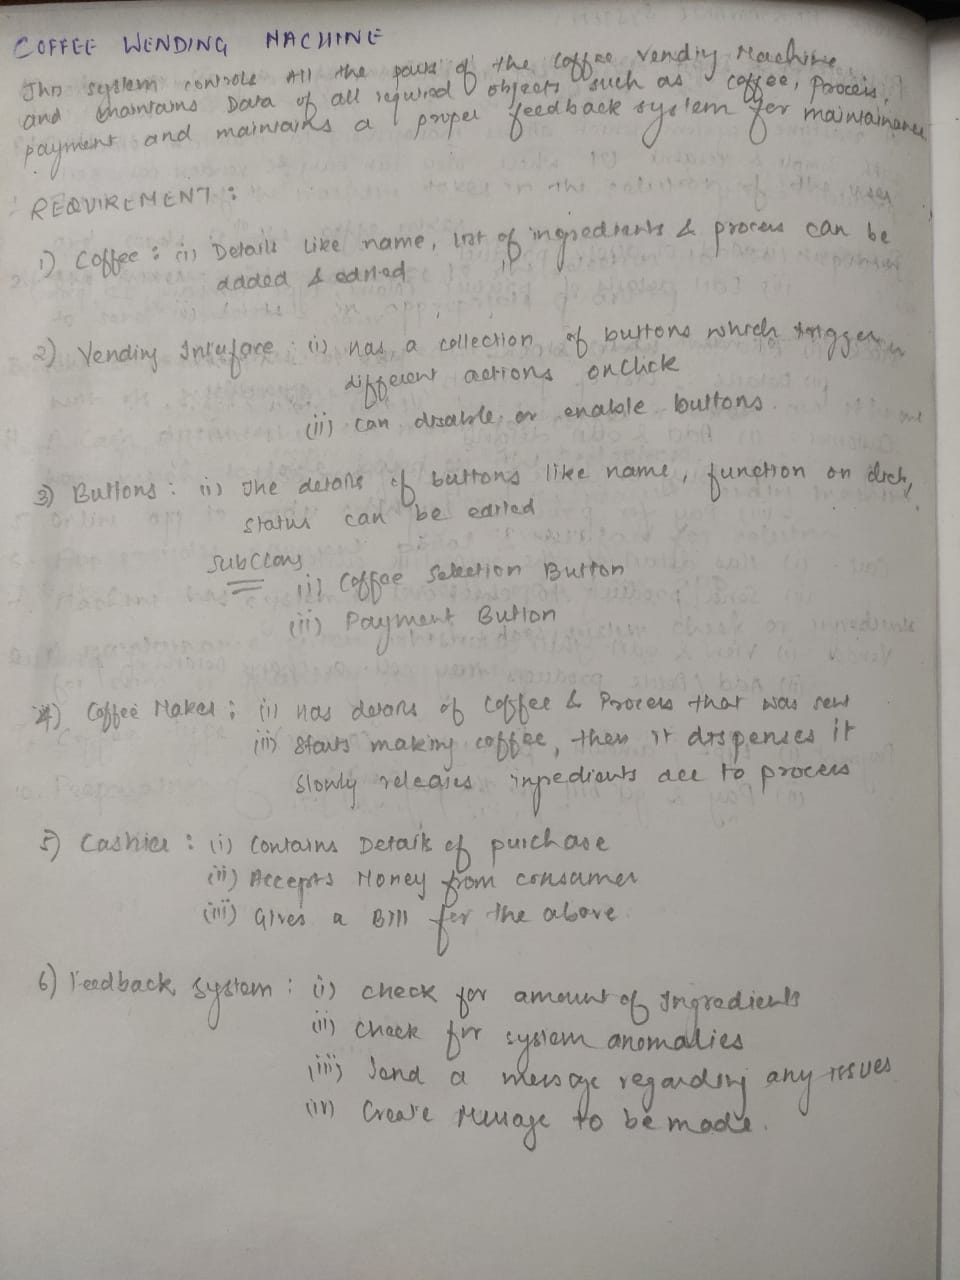 COFFEE WENDING MACHINE
This system controls All the parts of the Coffee Vending Machine
and maintains Data of all required objects such as coffee, Process,
payment and maintains a proper feedback system for maintainance
REQUIREMENT :
1) Coffee : (i) Details like name, list of ingredients & process can be
added & edited
2) Vending Interface : (i) has a collection of buttons which trigger
different actions onclick
(ii) can disable or enable buttons.
3) Buttons : (i) The details of buttons like name, function on click,
status can be edited
SubClass
(i) Coffee Selection Button
(ii) Payment Button
4) Coffee Maker : (i) has details of Coffee & Process that was sent
(ii) Starts making coffee, then it dispenses it
Slowly releases ingredients acc to process
5) Cashier : (i) Contains Details of purchase
(ii) Accepts Money from consumer
(iii) Gives a Bill for the above.
6) Feedback system : (i) check for amount of Ingredients
(ii) Check for system anomalies
(iii) Send a message regarding any issues
(iv) Create Message to be made.